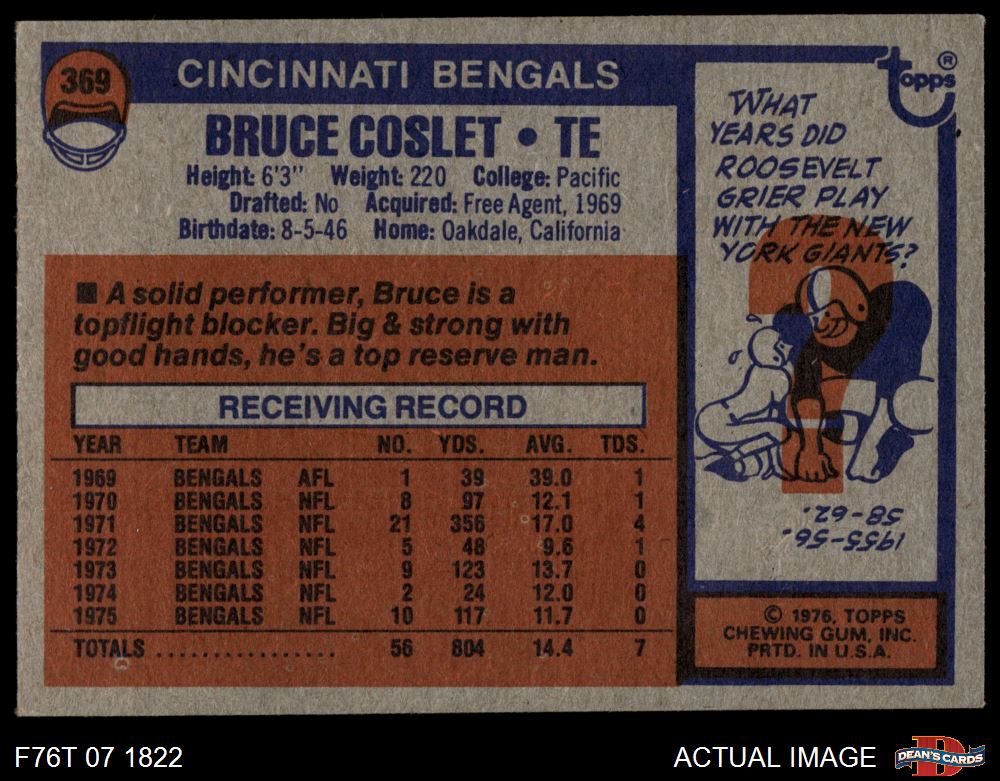 369
CINCINNATI BENGALS
BRUCE COSLET • TE
Height: 6'3" Weight: 220 College: Pacific
Drafted: No Acquired: Free Agent, 1969
Birthdate: 8-5-46 Home: Oakdale, California
■ A solid performer, Bruce is a
topflight blocker. Big & strong with
good hands, he's a top reserve man.
RECEIVING RECORD
YEAR TEAM NO. YDS. AVG. TDS.
1969 BENGALS AFL 1 39 39.0 1
1970 BENGALS NFL 8 97 12.1 1
1971 BENGALS NFL 21 356 17.0 4
1972 BENGALS NFL 5 48 9.6 1
1973 BENGALS NFL 9 123 13.7 0
1974 BENGALS NFL 2 24 12.0 0
1975 BENGALS NFL 10 117 11.7 0
TOTALS ................ 56 804 14.4 7
topps®
WHAT
YEARS DID
ROOSEVELT
GRIER PLAY
WITH THE NEW
YORK GIANTS?
?
1955-56,
58-62.
© 1976, TOPPS
CHEWING GUM, INC.
PRTD. IN U.S.A.
F76T 07 1822
ACTUAL IMAGE
D
DEAN'S CARDS